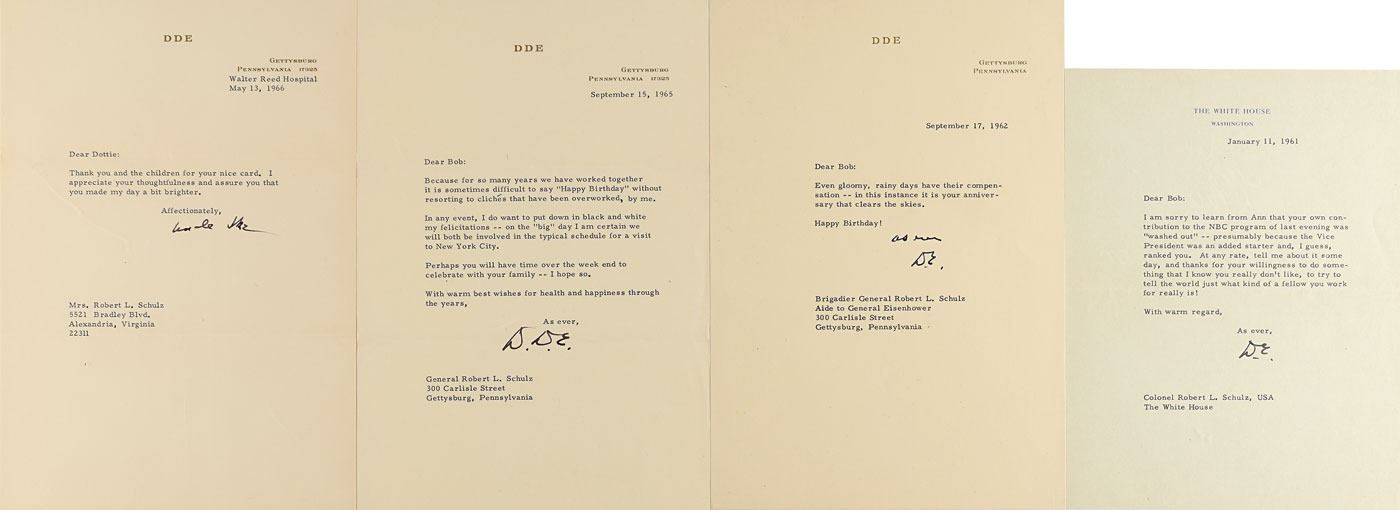 DDE
GETTYSBURG
PENNSYLVANIA 17325
Walter Reed Hospital
May 13, 1966
Dear Dottie:
Thank you and the children for your nice card. I
appreciate your thoughtfulness and assure you that
you made my day a bit brighter.
Affectionately,
Uncle Ike
Mrs. Robert L. Schulz
5521 Bradley Blvd.
Alexandria, Virginia
22311
DDE
GETTYSBURG
PENNSYLVANIA 17325
September 15, 1965
Dear Bob:
Because for so many years we have worked together
it is sometimes difficult to say "Happy Birthday" without
resorting to clichés that have been overworked, by me.
In any event, I do want to put down in black and white
my felicitations -- on the "big" day I am certain we
will both be involved in the typical schedule for a visit
to New York City.
Perhaps you will have time over the week end to
celebrate with your family -- I hope so.
With warm best wishes for health and happiness through
the years,
As ever,
D.D.E.
General Robert L. Schulz
300 Carlisle Street
Gettysburg, Pennsylvania
DDE
GETTYSBURG
PENNSYLVANIA
September 17, 1962
Dear Bob:
Even gloomy, rainy days have their compen-
sation -- in this instance it is your anniver-
sary that clears the skies.
Happy Birthday!
as ever
D.E.
Brigadier General Robert L. Schulz
Aide to General Eisenhower
300 Carlisle Street
Gettysburg, Pennsylvania
THE WHITE HOUSE
WASHINGTON
January 11, 1961
Dear Bob:
I am sorry to learn from Ann that your own con-
tribution to the NBC program of last evening was
"washed out" -- presumably because the Vice
President was an added starter and, I guess,
ranked you. At any rate, tell me about it some
day, and thanks for your willingness to do some-
thing that I know you really don't like, to try to
tell the world just what kind of a fellow you work
for really is!
With warm regard,
As ever,
D.E.
Colonel Robert L. Schulz, USA
The White House